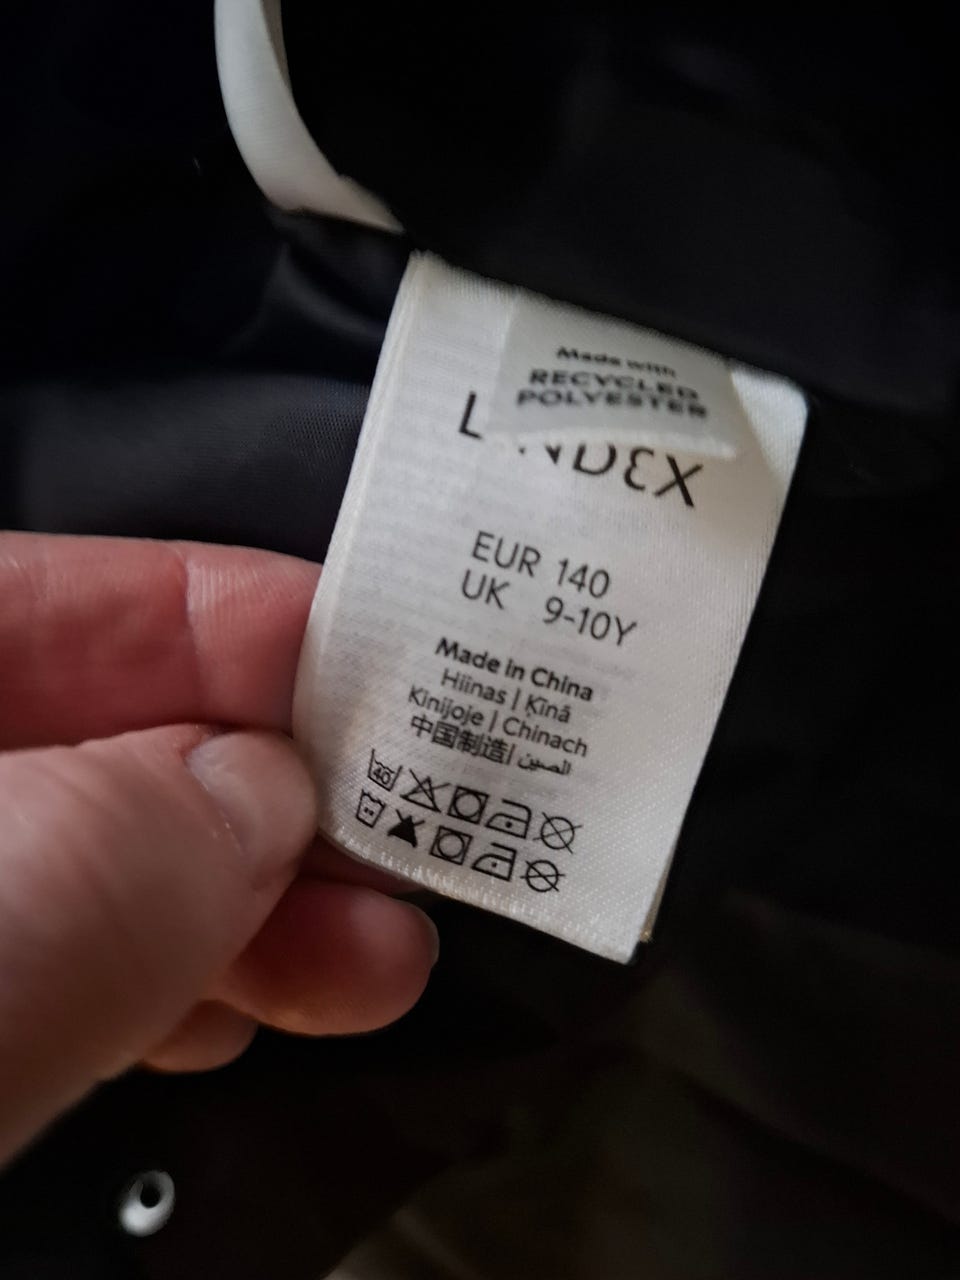 Made with
RECYCLED
POLYESTER
L NDEX
EUR 140
UK 9-10Y
Made in China
Hiinas | Ķīnā
Kinijoje | Chinach
中国制造| الصين
40